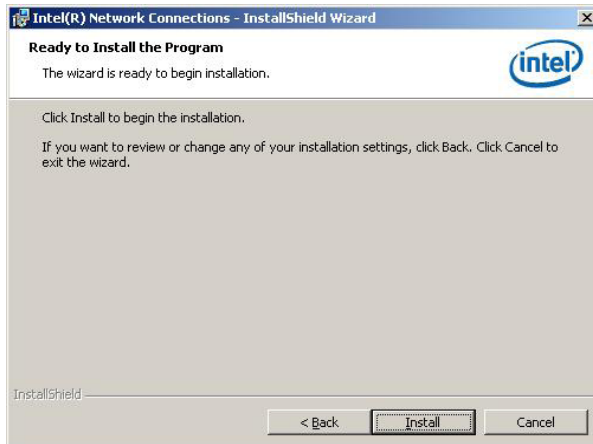 Intel(R) Network Connections - InstallShield Wizard
Ready to Install the Program
The wizard is ready to begin installation.
intel
Click Install to begin the installation.
If you want to review or change any of your installation settings, click Back. Click Cancel to
exit the wizard.
InstallShield
< Back
Install
Cancel